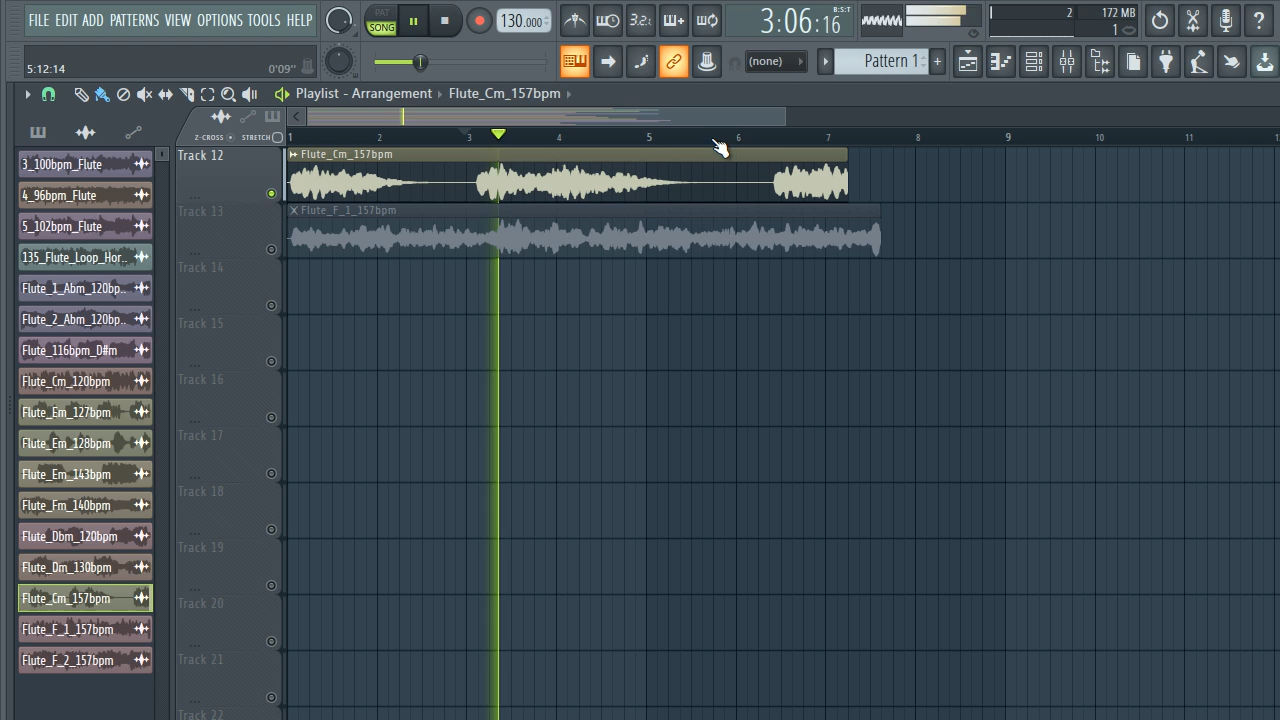 FILE EDIT ADD PATTERNS VIEW OPTIONS TOOLS HELP
PAT
SONG
130.000
3.2.
3:06:16
B:S:T
2
172 MB
1
5:12:14
0'09"
(none)
Pattern 1
+
?
Playlist - Arrangement › Flute_Cm_157bpm ›
Z-CROSS
STRETCH
1 2 3 4 5 6 7 8 9 10 11
3_100bpm_Flute
4_96bpm_Flute
5_102bpm_Flute
135_Flute_Loop_Hor..
Flute_1_Abm_120bp..
Flute_2_Abm_120bp..
Flute_116bpm_D#m
Flute_Cm_120bpm
Flute_Em_127bpm
Flute_Em_128bpm
Flute_Em_143bpm
Flute_Fm_140bpm
Flute_Dbm_120bpm
Flute_Dm_130bpm
Flute_Cm_157bpm
Flute_F_1_157bpm
Flute_F_2_157bpm
Track 12
Flute_Cm_157bpm
Track 13
Flute_F_1_157bpm
Track 14
Track 15
Track 16
Track 17
Track 18
Track 19
Track 20
Track 21
Track 22